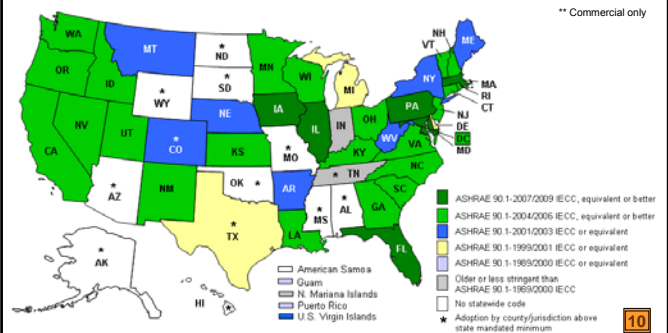 ** Commercial only
WA
OR
CA
NV
ID
MT
WY
*
UT
CO
*
AZ
*
NM
ND
*
SD
*
NE
KS
OK *
TX
*
MN
IA
MO
*
AR
LA
WI
IL
IN
MI
*
OH
KY
* TN
MS
*
AL
*
GA
FL
SC
NC
VA
WV
PA
NY
ME
NH
VT
MA
RI
CT
NJ
DE
DC
MD
AK
*
HI
*
American Samoa
Guam
N. Mariana Islands
Puerto Rico
U.S. Virgin Islands
ASHRAE 90.1-2007/2009 IECC, equivalent or better
ASHRAE 90.1-2004/2006 IECC, equivalent or better
ASHRAE 90.1-2001/2003 IECC or equivalent
ASHRAE 90.1-1999/2001 IECC or equivalent
ASHRAE 90.1-1989/2000 IECC or equivalent
Older or less stringent than
ASHRAE 90.1-1989/2000 IECC
No statewide code
* Adoption by county/jurisdiction above
state mandated minimum
10